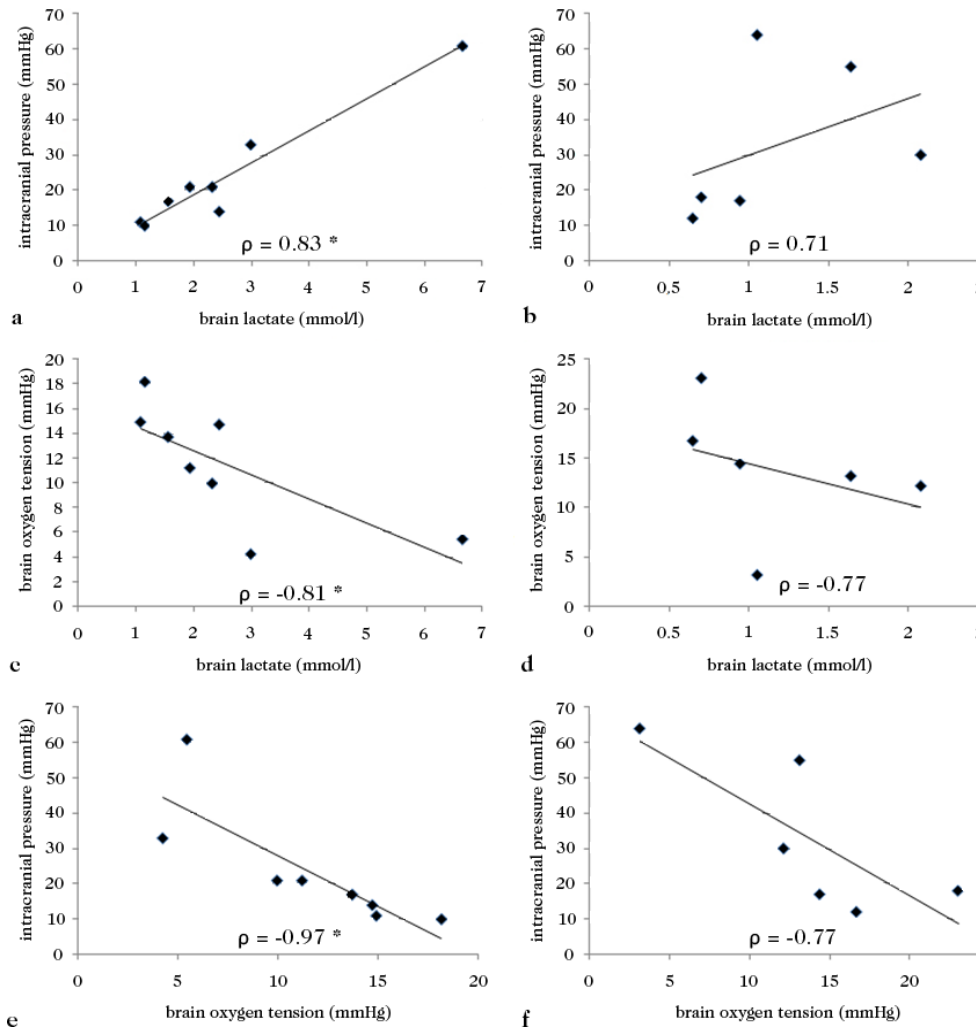 70
60
50
40
30
20
10
0
intracranial pressure (mmHg)
ρ = 0.83 *
0 1 2 3 4 5 6 7
brain lactate (mmol/l)
a
70
60
50
40
30
20
10
0
intracranial pressure (mmHg)
ρ = 0.71
0 0,5 1 1.5 2
brain lactate (mmol/l)
b
20
18
16
14
12
10
8
6
4
2
0
brain oxygen tension (mmHg)
ρ = -0.81 *
0 1 2 3 4 5 6 7
brain lactate (mmol/l)
c
25
20
15
10
5
0
brain oxygen tension (mmHg)
ρ = -0.77
0 0.5 1 1.5 2
brain lactate (mmol/l)
d
70
60
50
40
30
20
10
0
intracranial pressure (mmHg)
ρ = -0.97 *
0 5 10 15 20
brain oxygen tension (mmHg)
e
70
60
50
40
30
20
10
0
intracranial pressure (mmHg)
ρ = -0.77
0 5 10 15 20
brain oxygen tension (mmHg)
f